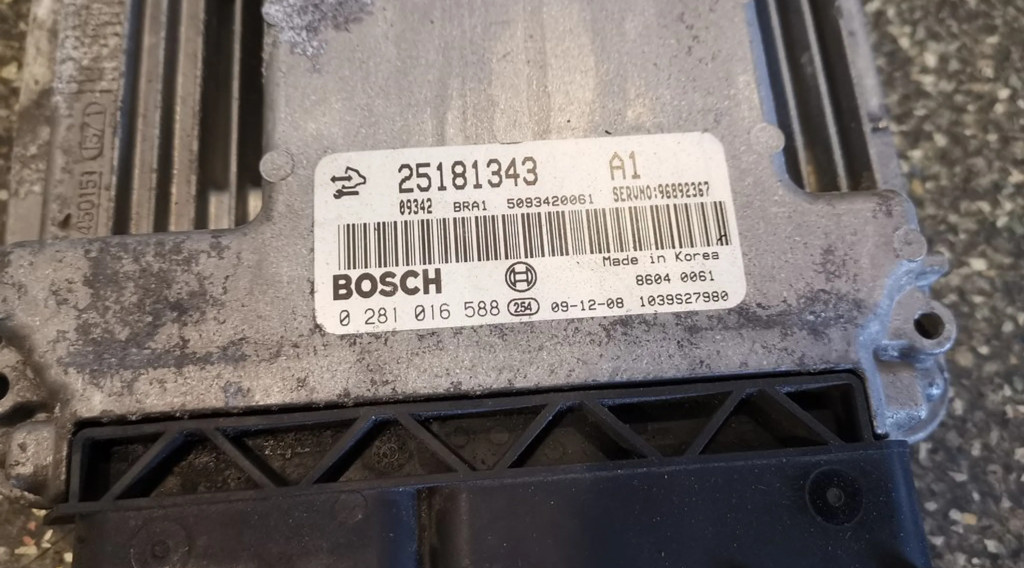 25181343 A1
09342 BRA1 5093420061 SERVNO:96892367
Made in Korea
BOSCH 8604 0061
0 281 016 588 254 09-12-08 1039S27980